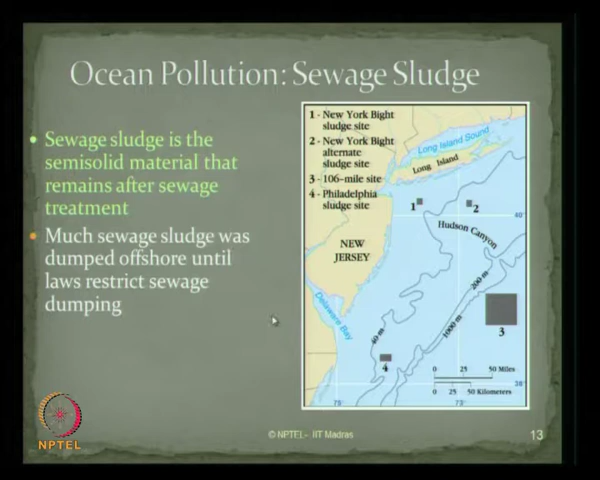 Ocean Pollution: Sewage Sludge
• Sewage sludge is the
semisolid material that
remains after sewage
treatment
• Much sewage sludge was
dumped offshore until
laws restrict sewage
dumping
1 - New York Bight
sludge site
2 - New York Bight
alternate
sludge site
3 - 106-mile site
4 - Philadelphia
sludge site
Long Island Sound
Long Island
1
2
40°
Hudson Canyon
NEW
JERSEY
200 m
Delaware Bay
3
1000 m
4
0 25 50 Miles
0 25 50 Kilometers
38°
75°
73°
NPTEL
© NPTEL- IIT Madras
13